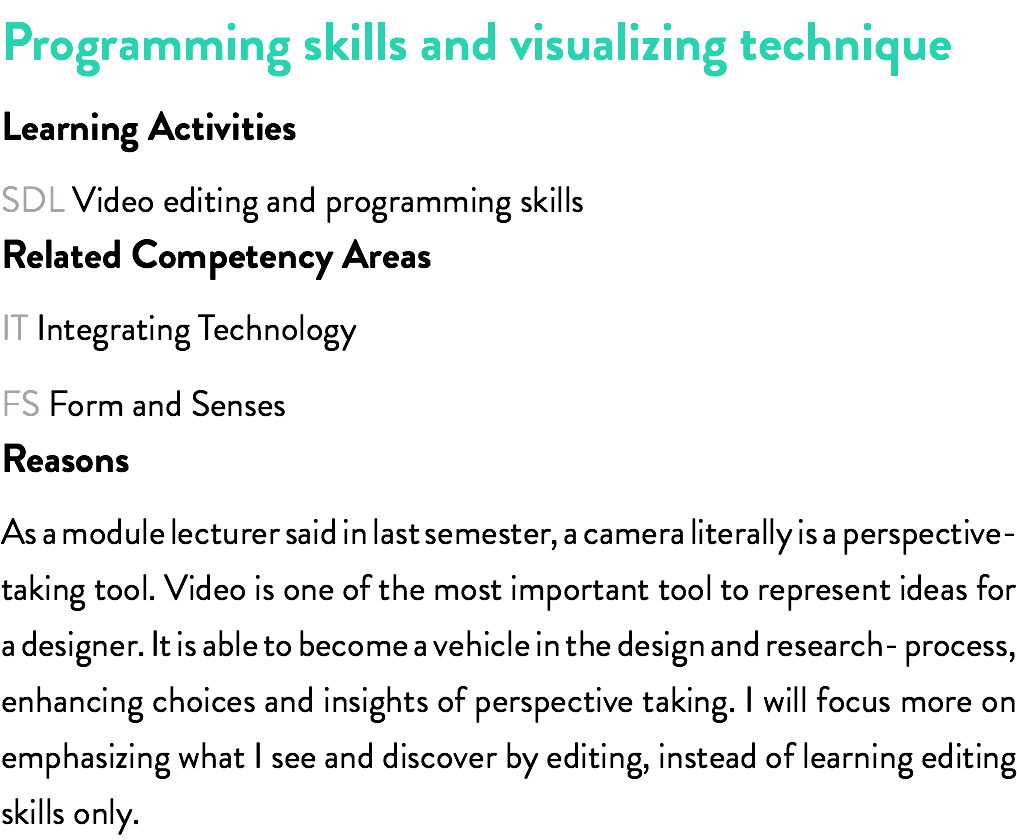 Programming skills and visualizing technique
Learning Activities
SDL Video editing and programming skills
Related Competency Areas
IT Integrating Technology
FS Form and Senses
Reasons
As a module lecturer said in last semester, a camera literally is a perspective-
taking tool. Video is one of the most important tool to represent ideas for
a designer. It is able to become a vehicle in the design and research- process,
enhancing choices and insights of perspective taking. I will focus more on
emphasizing what I see and discover by editing, instead of learning editing
skills only.